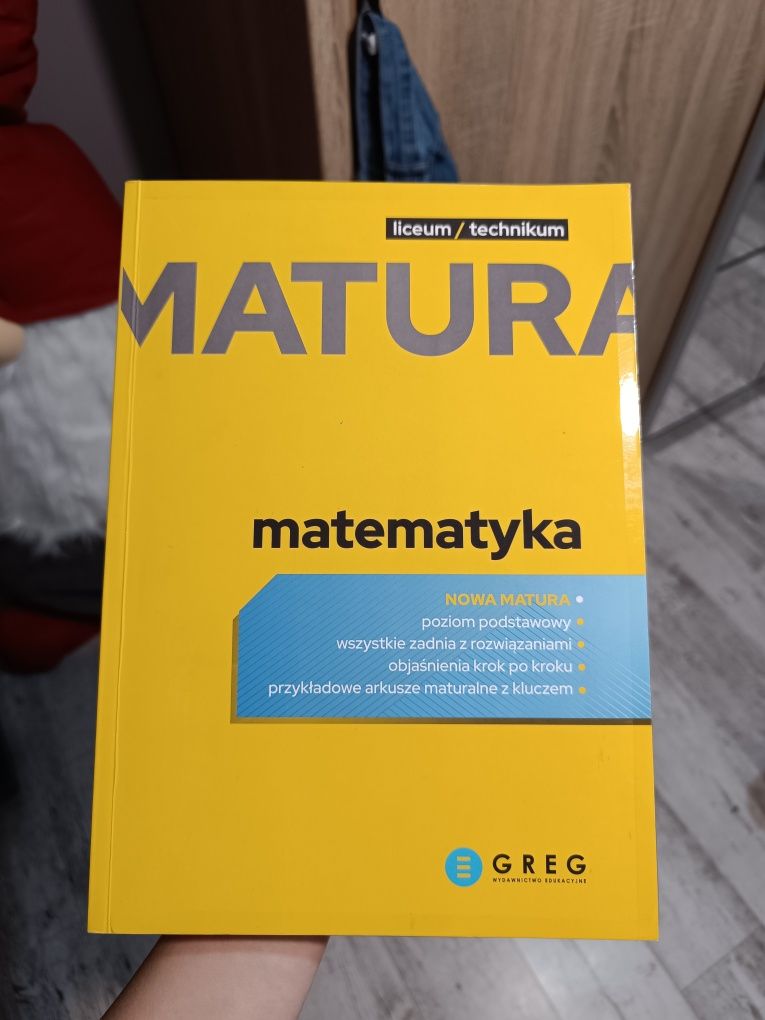 liceum / technikum
MATURA
matematyka
NOWA MATURA •
poziom podstawowy •
wszystkie zadnia z rozwiązaniami •
objaśnienia krok po kroku •
przykładowe arkusze maturalne z kluczem •
GREG
WYDAWNICTWO EDUKACYJNE